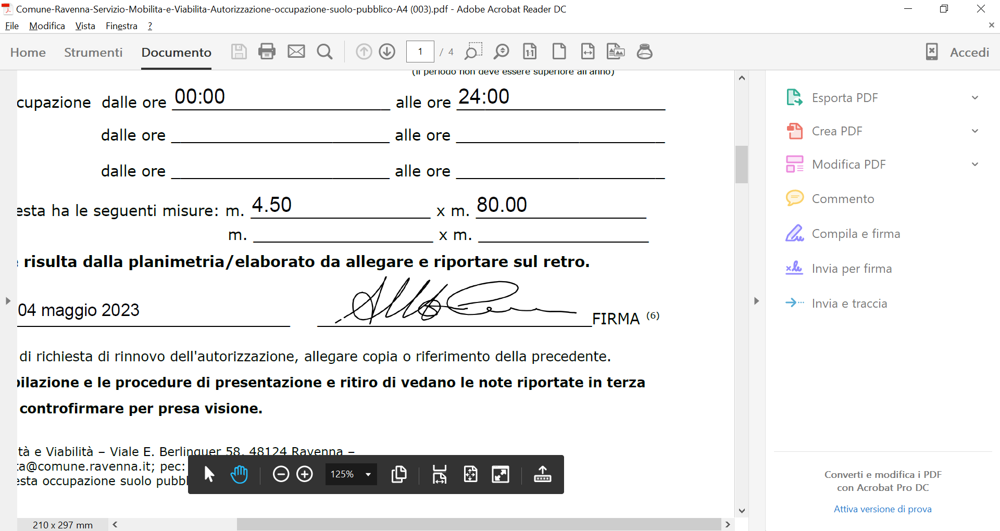 Comune-Ravenna-Servizio-Mobilita-e-Viabilita-Autorizzazione-occupazione-suolo-pubblico-A4 (003).pdf - Adobe Acrobat Reader DC
File Modifica Vista Finestra ?
Home Strumenti Documento 1 / 4 Accedi
(il periodo non deve essere superiore all'anno)
ccupazione dalle ore 00:00 alle ore 24:00
dalle ore ______ alle ore ______
dalle ore ______ alle ore ______
esta ha le seguenti misure: m. 4.50 x m. 80.00
m. ______ x m. ______
e risulta dalla planimetria/elaborato da allegare e riportare sul retro.
04 maggio 2023 FIRMA (6)
di richiesta di rinnovo dell'autorizzazione, allegare copia o riferimento della precedente.
pilazione e le procedure di presentazione e ritiro di vedano le note riportate in terza
controfirmare per presa visione.
tà e Viabilità – Viale E. Berlinguer 58, 48124 Ravenna –
ta@comune.ravenna.it; pec:
esta occupazione suolo pubbl
125%
210 x 297 mm
Esporta PDF
Crea PDF
Modifica PDF
Commento
Compila e firma
Invia per firma
Invia e traccia
Converti e modifica i PDF
con Acrobat Pro DC
Attiva versione di prova